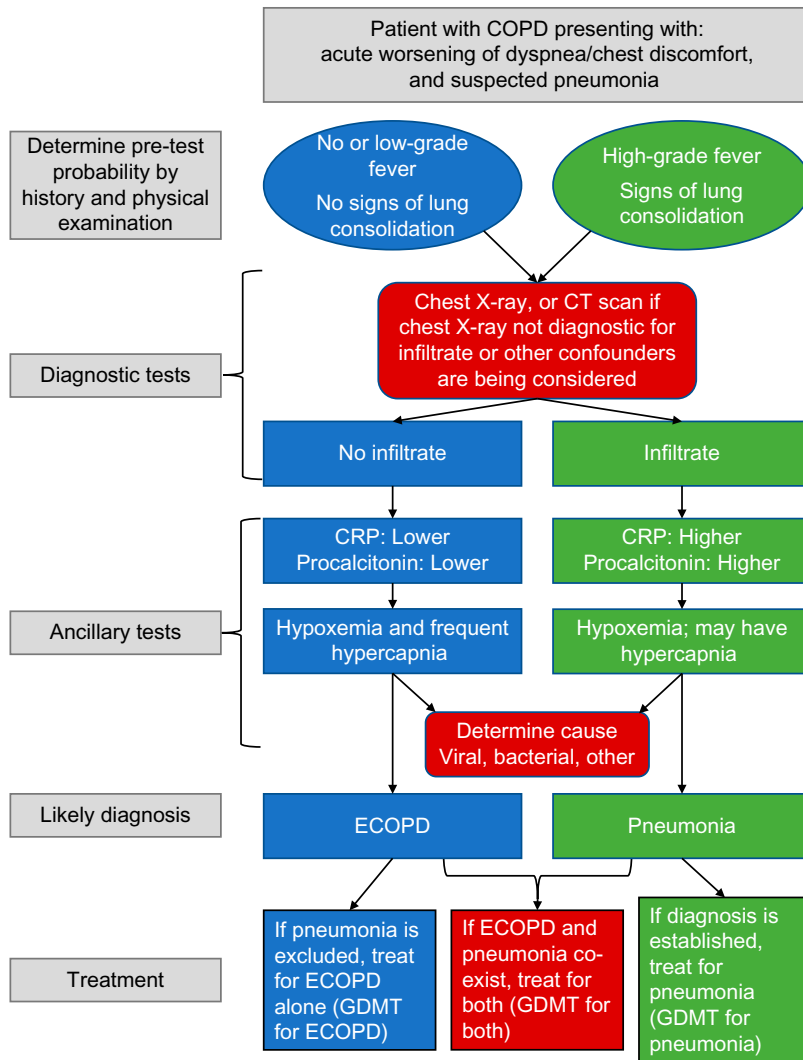 Patient with COPD presenting with:
acute worsening of dyspnea/chest discomfort,
and suspected pneumonia
Determine pre-test
probability by
history and physical
examination
No or low-grade
fever
No signs of lung
consolidation
High-grade fever
Signs of lung
consolidation
Diagnostic tests
Chest X-ray, or CT scan if
chest X-ray not diagnostic for
infiltrate or other confounders
are being considered
No infiltrate
Infiltrate
Ancillary tests
CRP: Lower
Procalcitonin: Lower
CRP: Higher
Procalcitonin: Higher
Hypoxemia and frequent
hypercapnia
Hypoxemia; may have
hypercapnia
Determine cause
Viral, bacterial, other
Likely diagnosis
ECOPD
Pneumonia
Treatment
If pneumonia is
excluded, treat
for ECOPD
alone (GDMT
for ECOPD)
If ECOPD and
pneumonia co-
exist, treat for
both (GDMT for
both)
If diagnosis is
established,
treat for
pneumonia
(GDMT for
pneumonia)